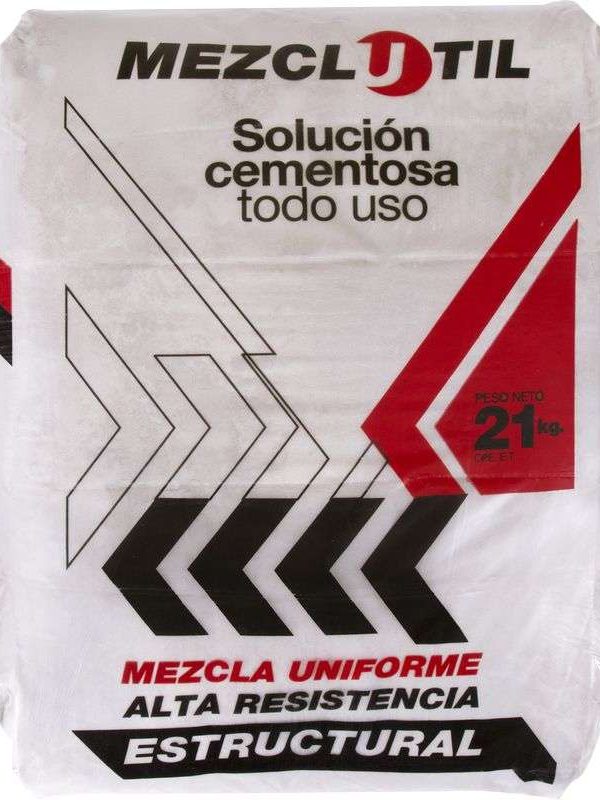 MEZCLUTIL
Solución
cementosa
todo uso
PESO NETO
21 kg.
MEZCLA UNIFORME
ALTA RESISTENCIA
ESTRUCTURAL